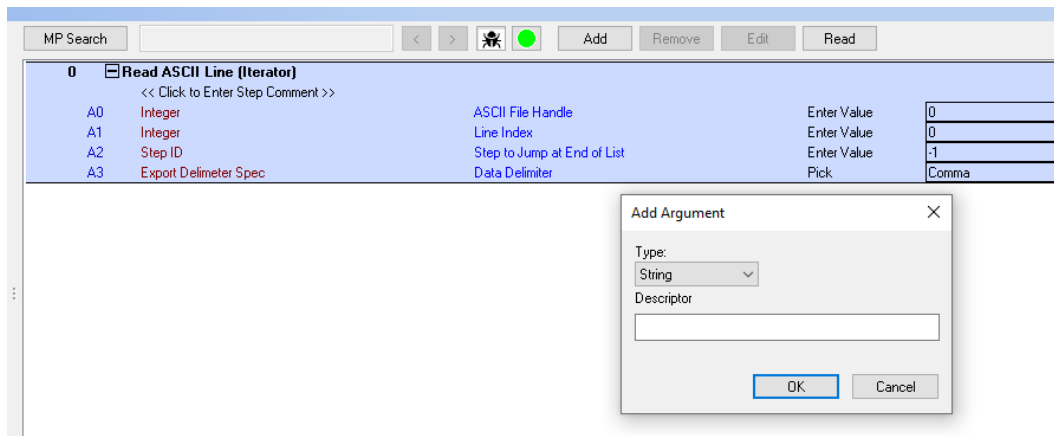 MP Search < > Add Remove Edit Read
0 Read ASCII Line (Iterator)
<< Click to Enter Step Comment >>
A0 Integer ASCII File Handle Enter Value 0
A1 Integer Line Index Enter Value 0
A2 Step ID Step to Jump at End of List Enter Value -1
A3 Export Delimeter Spec Data Delimiter Pick Comma
Add Argument
Type:
String
Descriptor
OK Cancel